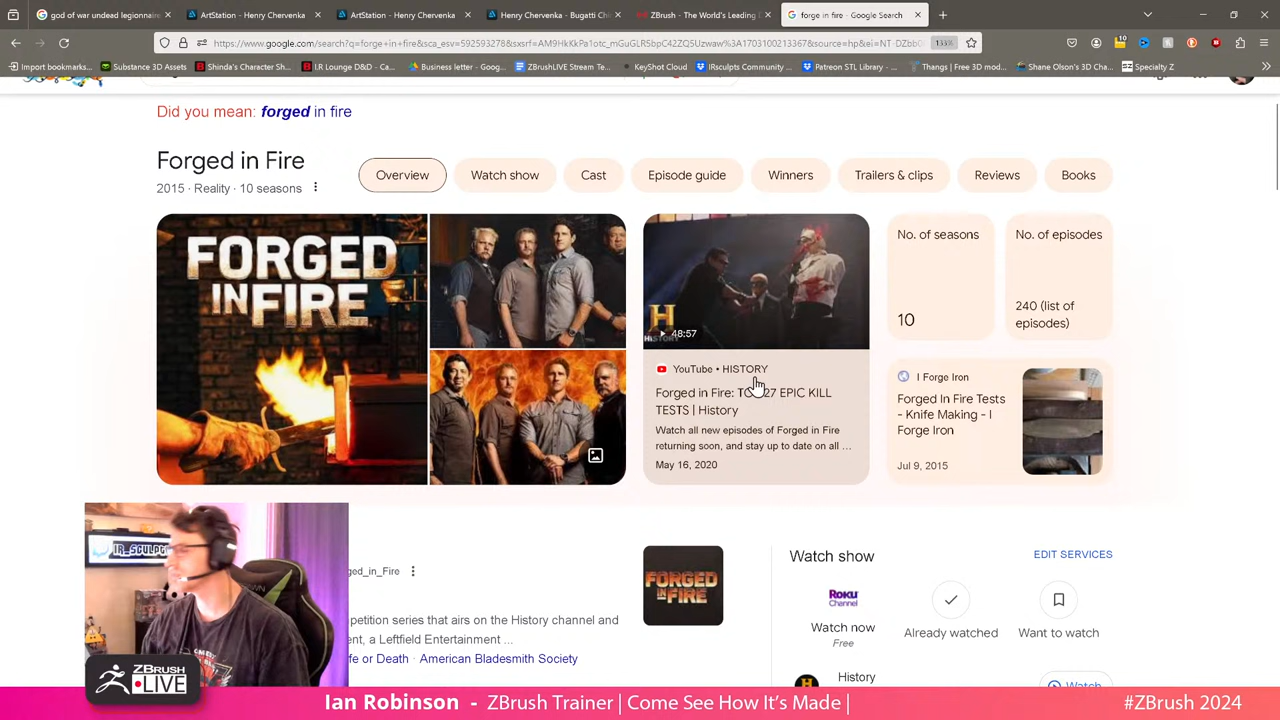 god of war undead legionnaire
ArtStation - Henry Chervenka
ArtStation - Henry Chervenka
Henry Chervenka - Bugatti Chi
ZBrush - The World's Leading
forge in fire - Google Search
133%
Import bookmarks...
Substance 3D Assets
Shinda's Character Sh...
I.R Lounge D&D - Ca...
Business letter - Goog...
ZBrushLIVE Stream Te...
KeyShot Cloud
IRsculpts Community ...
Patreon STL Library - ...
Thangs | Free 3D mod...
Shane Olson's 3D Cha...
Specialty Z
Did you mean: forged in fire
Forged in Fire
2015 · Reality · 10 seasons
Overview
Watch show
Cast
Episode guide
Winners
Trailers & clips
Reviews
Books
FORGED
IN FIRE
48:57
HISTORY
YouTube • HISTORY
Forged in Fire: 27 EPIC KILL
TESTS | History
Watch all new episodes of Forged in Fire
returning soon, and stay up to date on all ...
May 16, 2020
No. of seasons
10
No. of episodes
240 (list of
episodes)
I Forge Iron
Forged In Fire Tests
- Knife Making - I
Forge Iron
Jul 9, 2015
ged_in_Fire
petition series that airs on the History channel and
ent, a Leftfield Entertainment ...
fe or Death · American Bladesmith Society
FORGED
IN FIRE
Watch show
EDIT SERVICES
Roku
Channel
Watch now
Free
Already watched
Want to watch
History
Watch
IR_SCULPT
ZBRUSH
LIVE
Ian Robinson - ZBrush Trainer | Come See How It's Made |
#ZBrush 2024